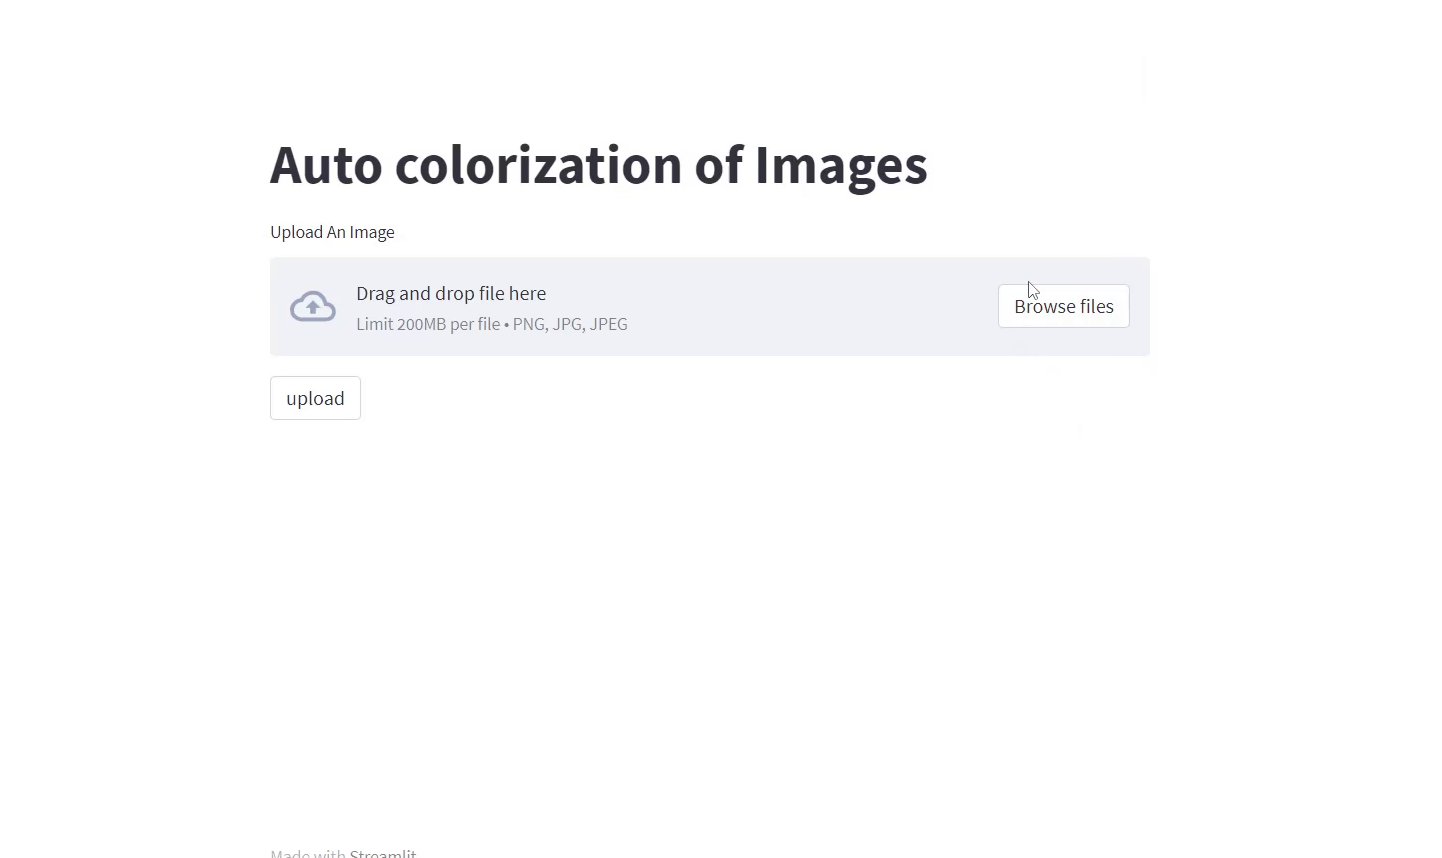 Auto colorization of Images
Upload An Image
Drag and drop file here
Limit 200MB per file • PNG, JPG, JPEG
Browse files
upload
Made with Streamlit